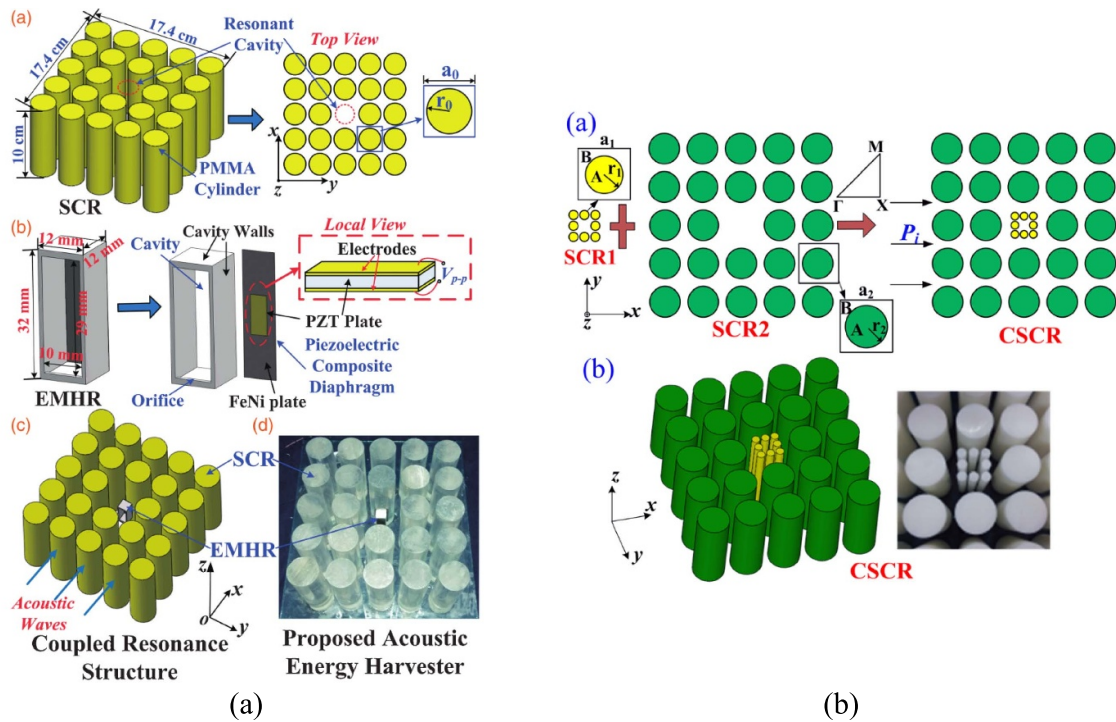 (a)
17.4 cm
17.4 cm
10 cm
Resonant
Cavity
Top View
a0
r0
x
z
y
PMMA
Cylinder
SCR
(b)
12 mm
12 mm
32 mm
29 mm
10 mm
EMHR
Cavity
Cavity Walls
Orifice
Local View
Electrodes
Vp-p
PZT Plate
Piezoelectric
Composite
Diaphragm
FeNi plate
(c)
SCR
EMHR
Acoustic
Waves
z
x
o
y
Coupled Resonance
Structure
(d)
Proposed Acoustic
Energy Harvester
(a)
(a)
a1
B
A
r1
SCR1
y
z
x
SCR2
M
Γ
X
a2
B
A
r2
Pi
CSCR
(b)
z
x
y
CSCR
(b)